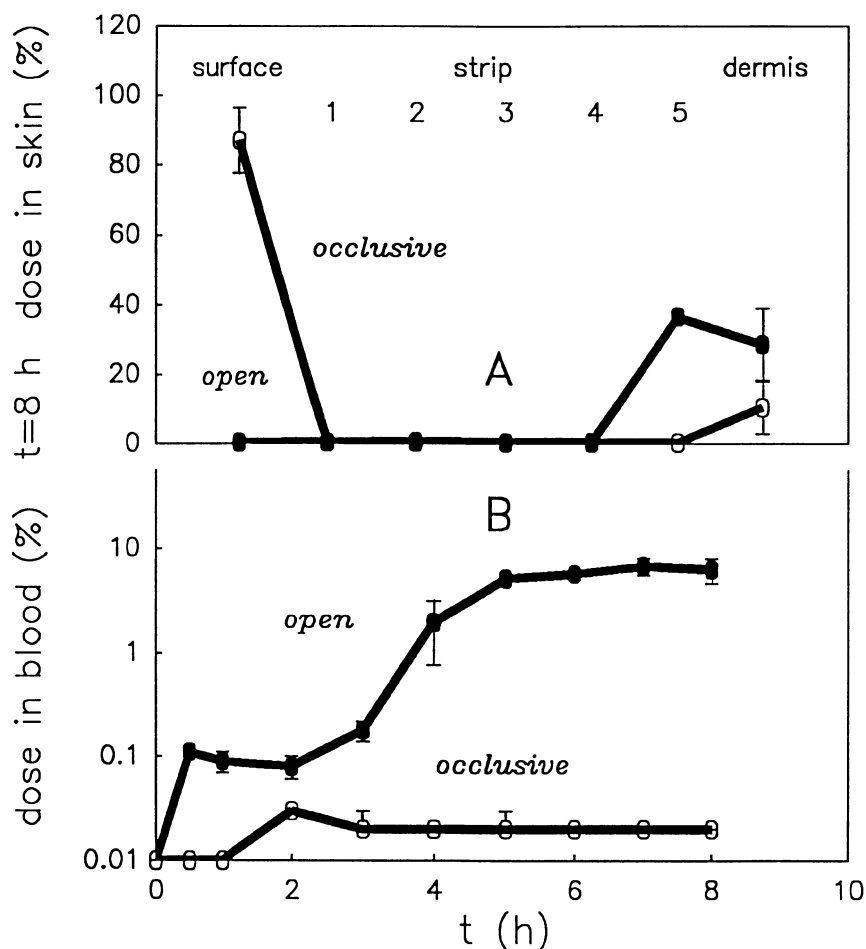 t=8 h dose in skin (%)
120
100
80
60
40
20
0
surface strip dermis
1 2 3 4 5
occlusive
open
A
dose in blood (%)
10
1
0.1
0.01
B
open
occlusive
0 2 4 6 8 10
t (h)